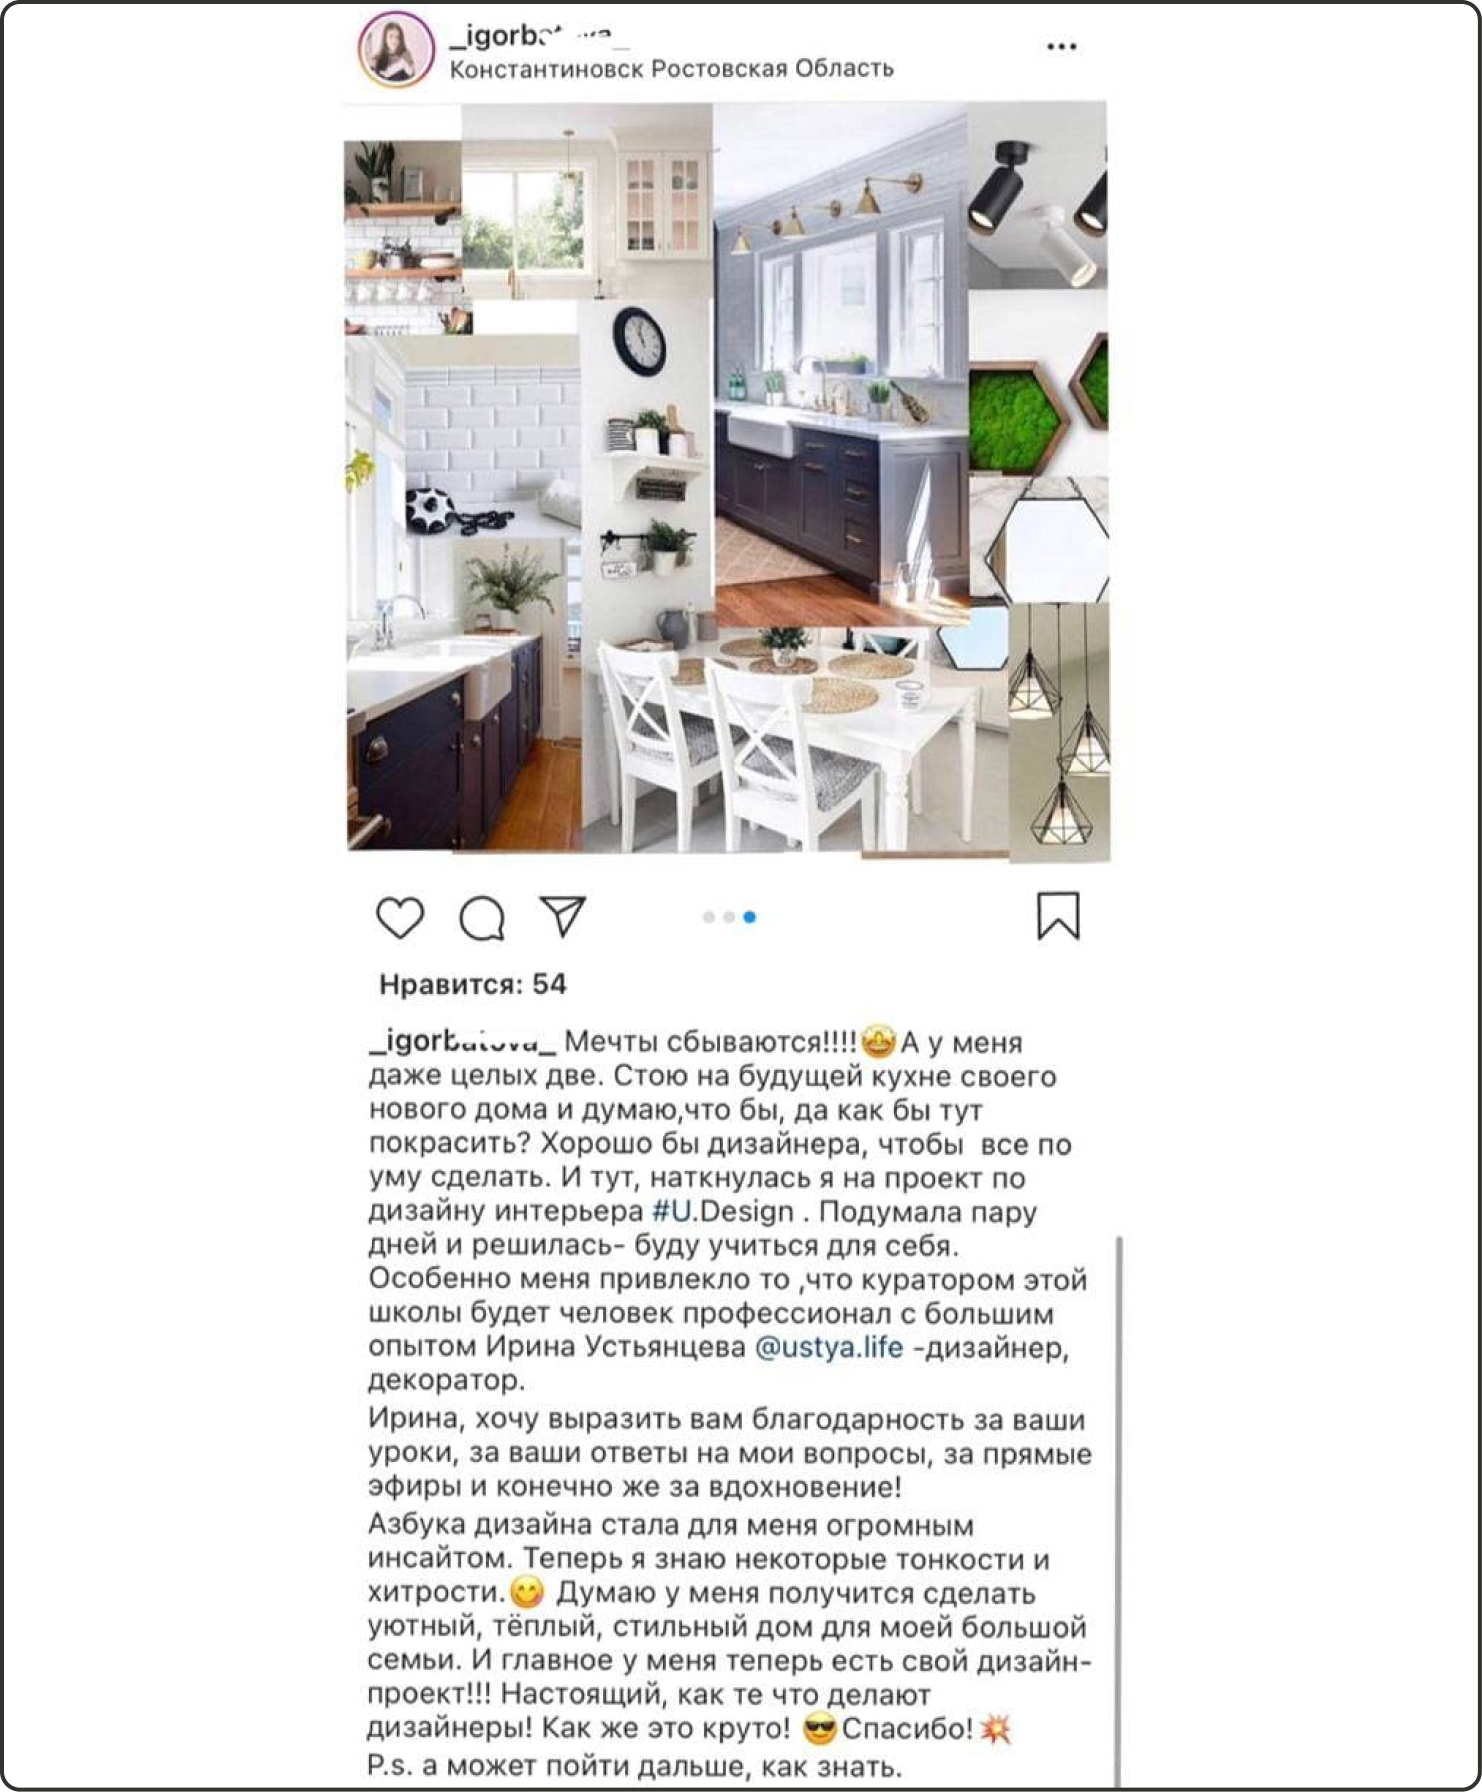 Константиновск Ростовская Область
Нравится: 54
Мечты сбываются!!!!🤩А у меня
даже целых две. Стою на будущей кухне своего
нового дома и думаю,что бы, да как бы тут
покрасить? Хорошо бы дизайнера, чтобы  все по
уму сделать. И тут, наткнулась я на проект по
дизайну интерьера #U.Design . Подумала пару
дней и решилась- буду учиться для себя.
Особенно меня привлекло то ,что куратором этой
школы будет человек профессионал с большим
опытом Ирина Устьянцева @ustya.life -дизайнер,
декоратор.
Ирина, хочу выразить вам благодарность за ваши
уроки, за ваши ответы на мои вопросы, за прямые
эфиры и конечно же за вдохновение!
Азбука дизайна стала для меня огромным
инсайтом. Теперь я знаю некоторые тонкости и
хитрости.😋 Думаю у меня получится сделать
уютный, тёплый, стильный дом для моей большой
семьи. И главное у меня теперь есть свой дизайн-
проект!!! Настоящий, как те что делают
дизайнеры! Как же это круто! 😎Спасибо!💥
P.s. а может пойти дальше, как знать.